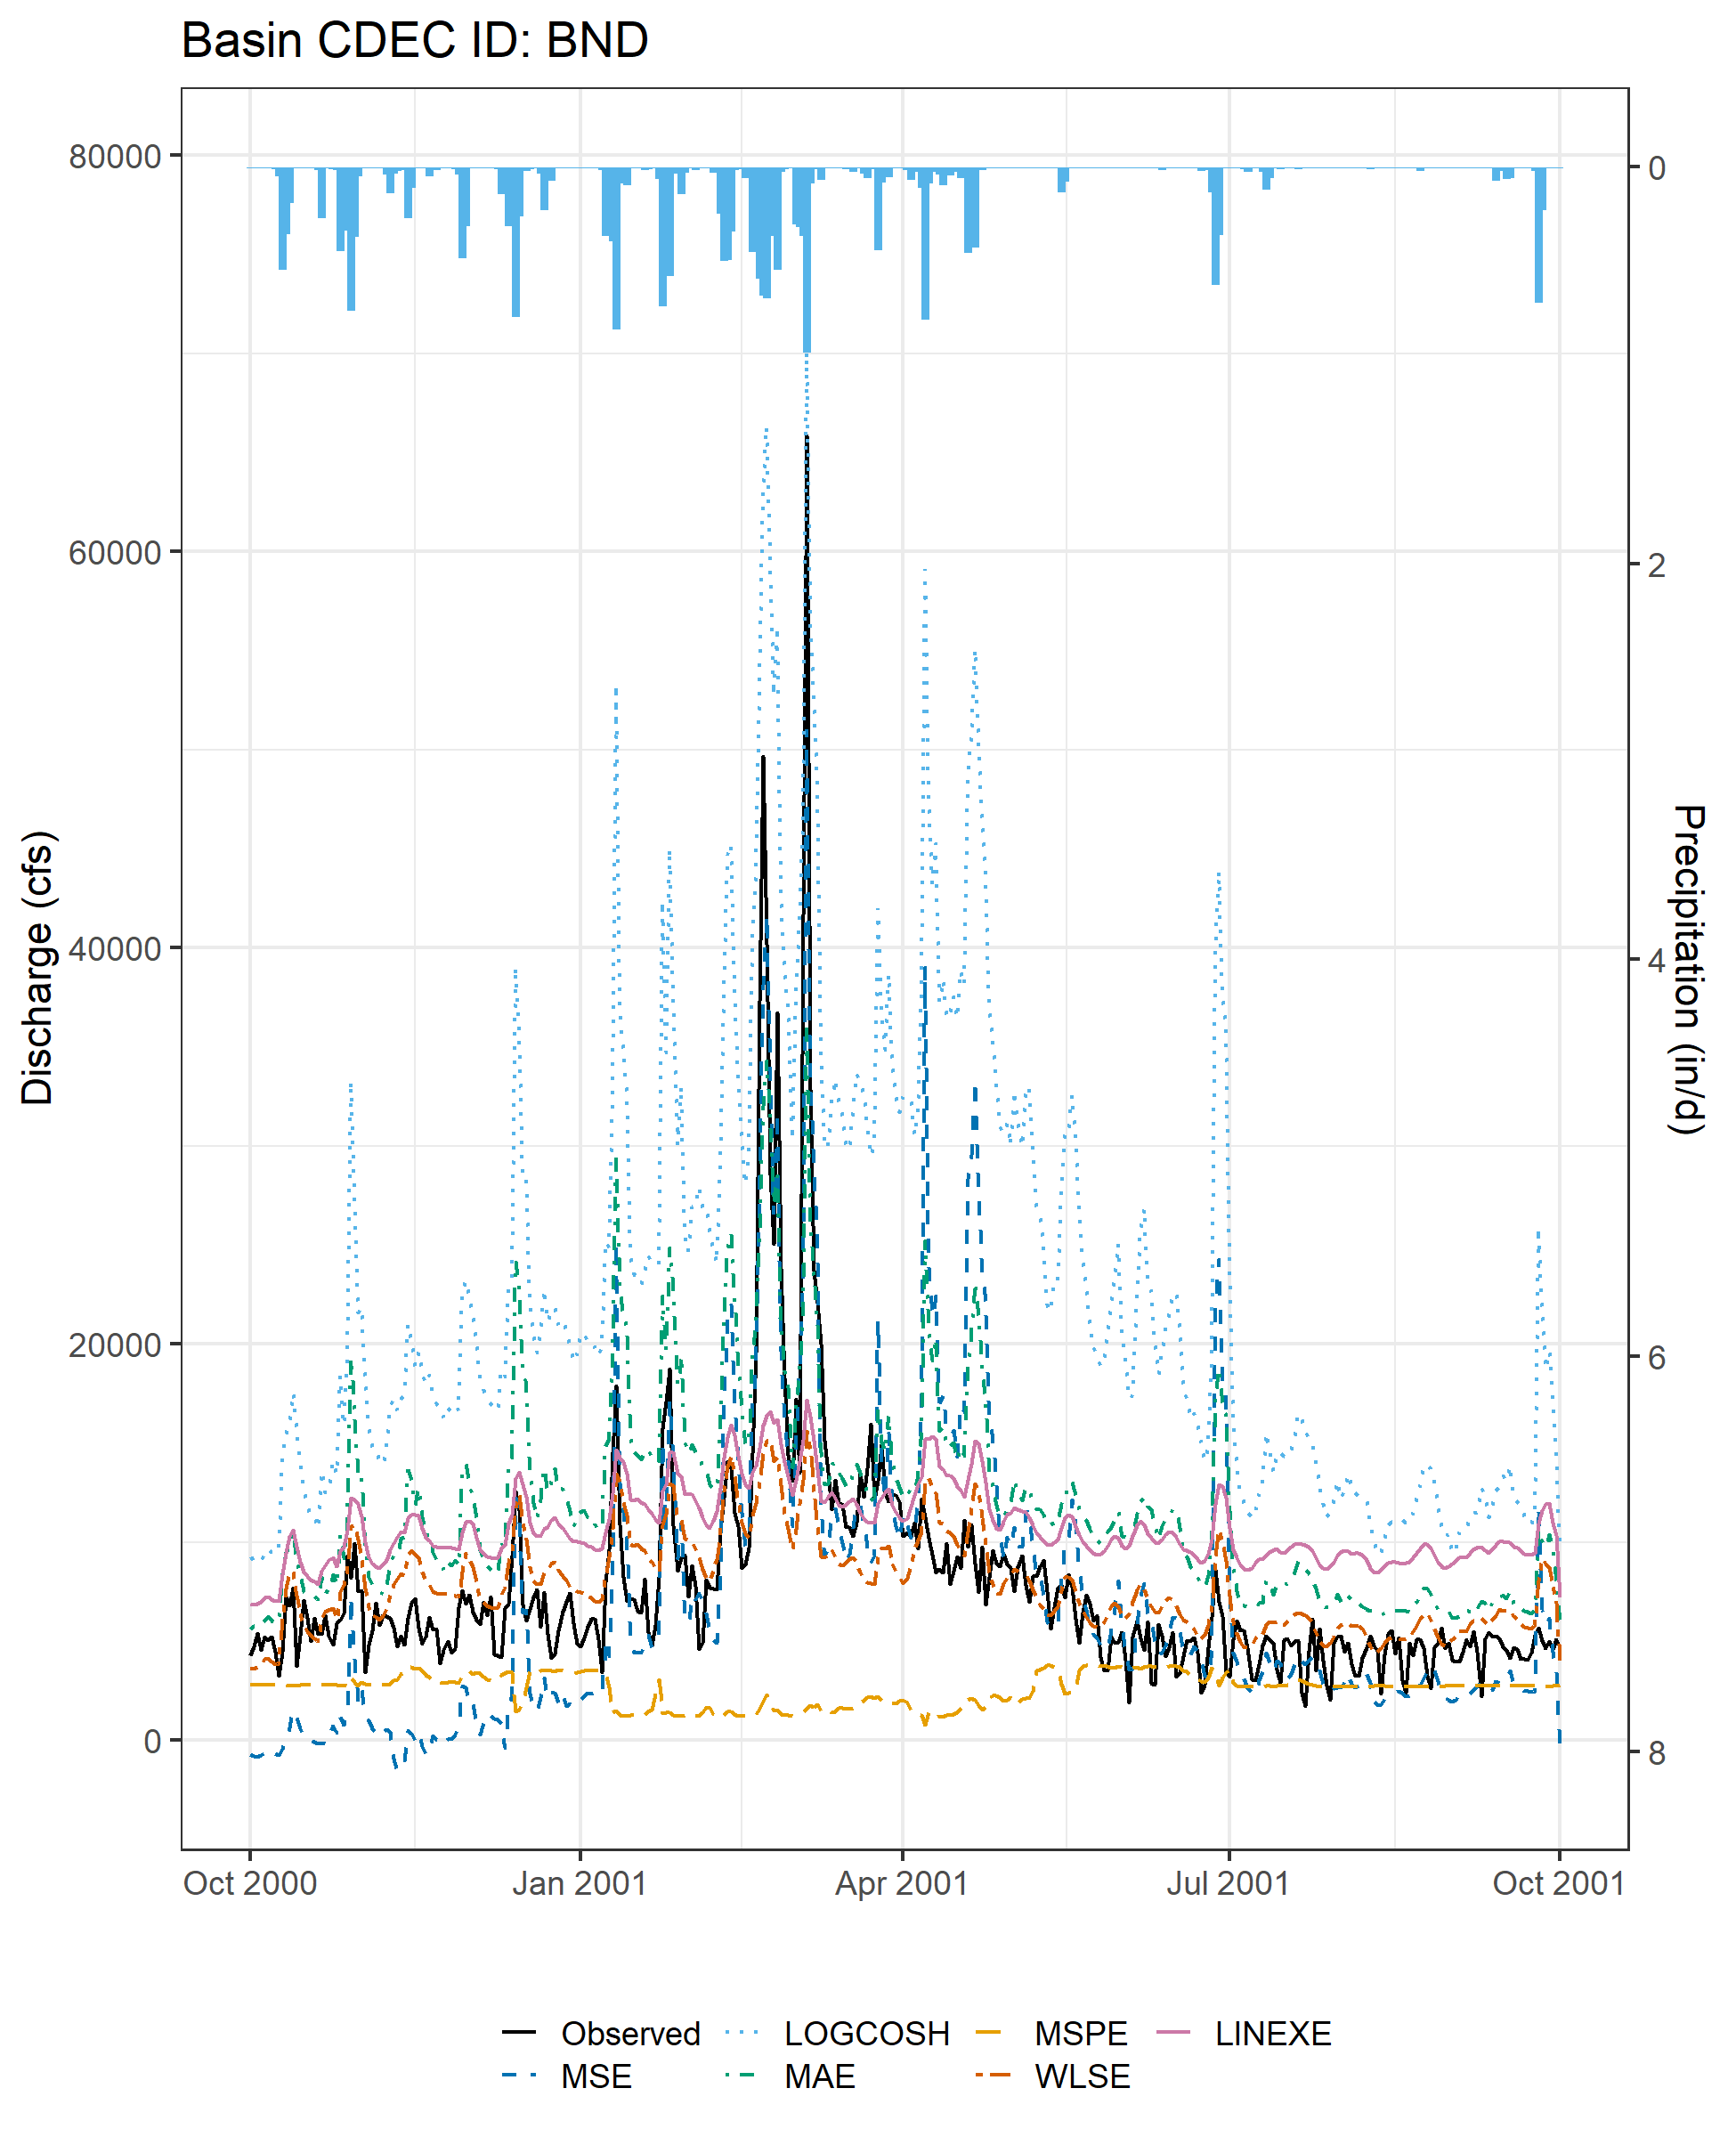 Basin CDEC ID: BND
80000
60000
40000
20000
0
Discharge (cfs)
0
2
4
6
8
Precipitation (in/d)
Oct 2000 Jan 2001 Apr 2001 Jul 2001 Oct 2001
Observed LOGCOSH MSPE LINEXE
MSE MAE WLSE